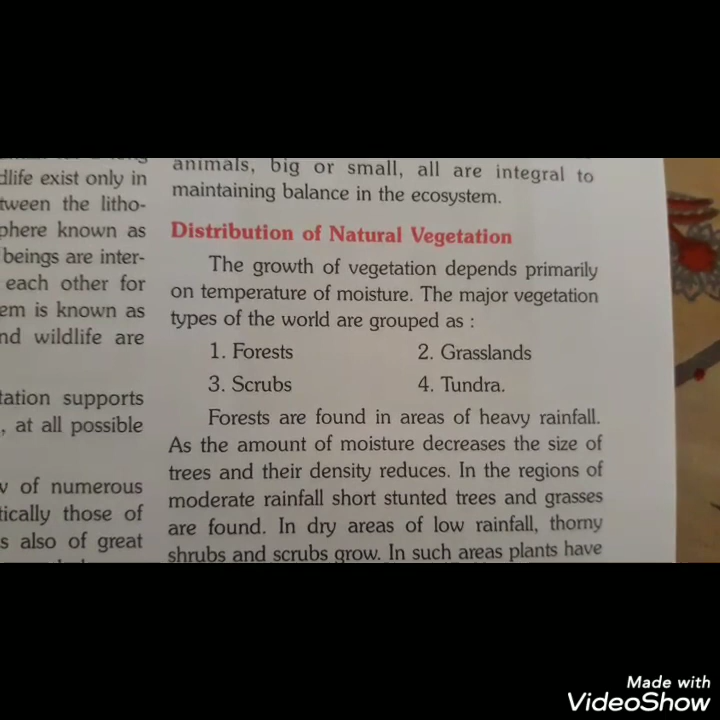 dlife exist only in
tween the litho-
phere known as
beings are inter-
each other for
em is known as
nd wildlife are
tation supports
, at all possible
v of numerous
tically those of
s also of great
animals, big or small, all are integral to
maintaining balance in the ecosystem.
Distribution of Natural Vegetation
The growth of vegetation depends primarily
on temperature of moisture. The major vegetation
types of the world are grouped as :
1. Forests 2. Grasslands
3. Scrubs 4. Tundra.
Forests are found in areas of heavy rainfall.
As the amount of moisture decreases the size of
trees and their density reduces. In the regions of
moderate rainfall short stunted trees and grasses
are found. In dry areas of low rainfall, thorny
shrubs and scrubs grow. In such areas plants have
Made with
VideoShow